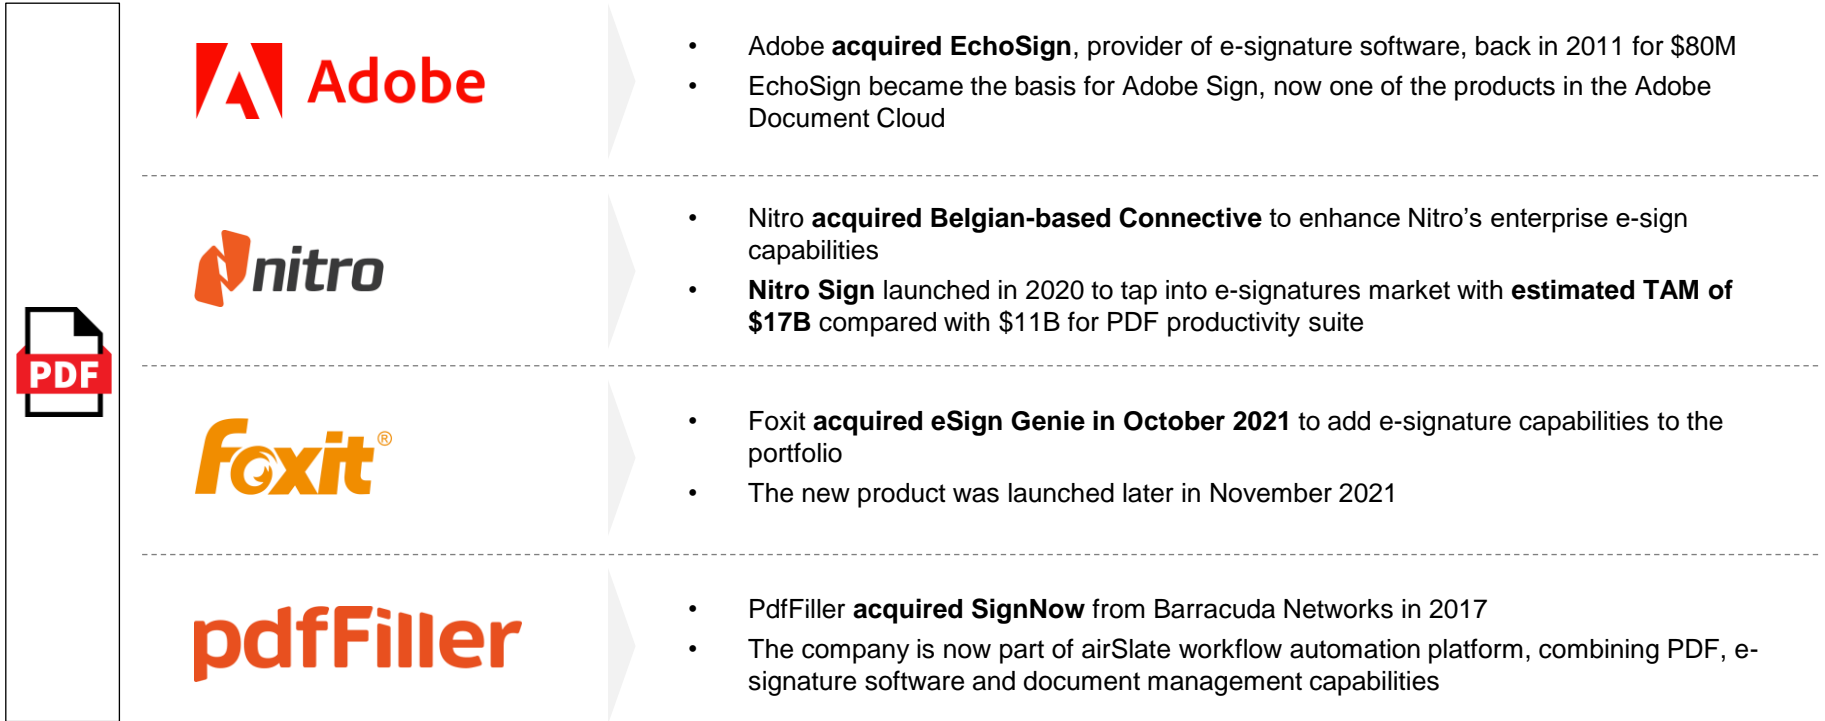 Adobe
• Adobe acquired EchoSign, provider of e-signature software, back in 2011 for $80M
• EchoSign became the basis for Adobe Sign, now one of the products in the Adobe
Document Cloud
nitro
• Nitro acquired Belgian-based Connective to enhance Nitro’s enterprise e-sign
capabilities
• Nitro Sign launched in 2020 to tap into e-signatures market with estimated TAM of
$17B compared with $11B for PDF productivity suite
PDF
foxit®
• Foxit acquired eSign Genie in October 2021 to add e-signature capabilities to the
portfolio
• The new product was launched later in November 2021
pdfFiller
• PdfFiller acquired SignNow from Barracuda Networks in 2017
• The company is now part of airSlate workflow automation platform, combining PDF, e-
signature software and document management capabilities